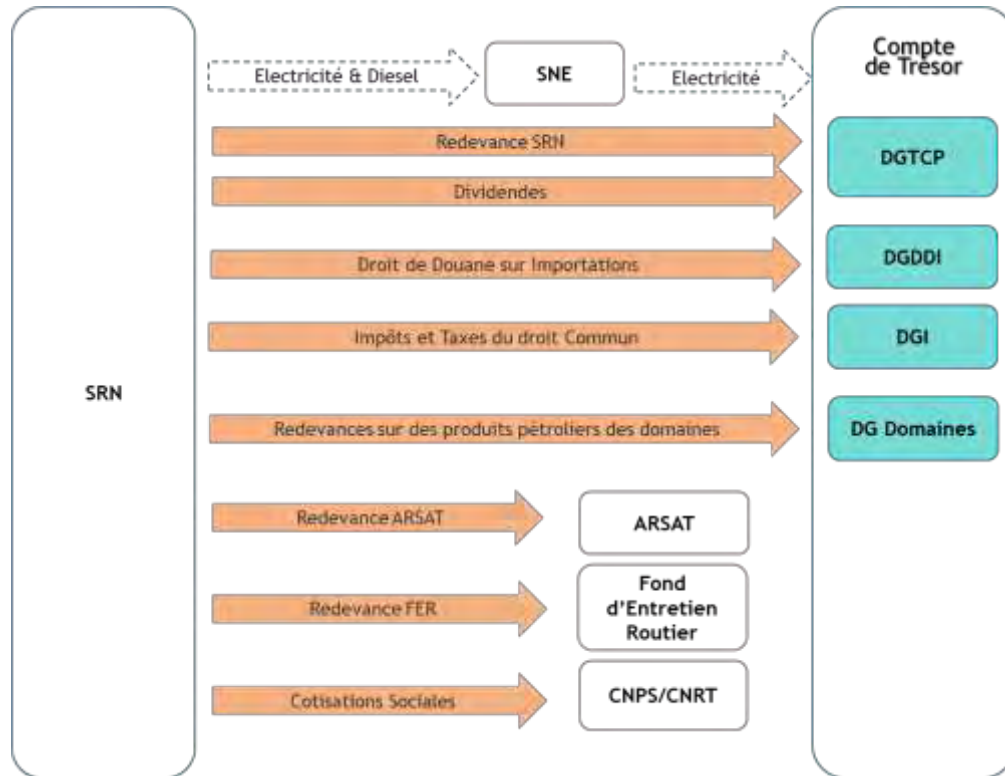 Compte
de Trésor
Electricité & Diesel
SNE
Electricité
Redevance SRN
DGTCP
Dividendes
Droit de Douane sur Importations
DGDDI
Impôts et Taxes du droit Commun
DGI
SRN
Redevances sur des produits pétroliers des domaines
DG Domaines
Redevance ARSAT
ARSAT
Redevance FER
Fond
d'Entretien
Routier
Cotisations Sociales
CNPS/CNRT